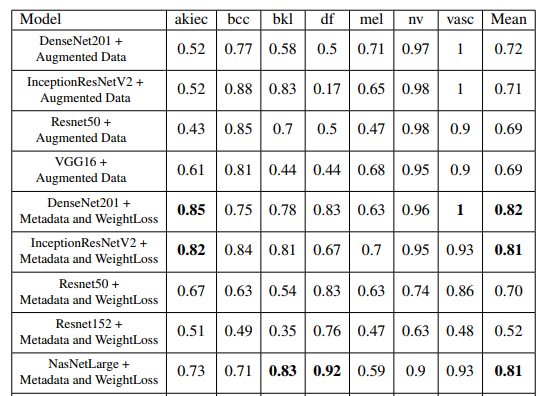 Model akiec bcc bkl df mel nv vasc Mean
DenseNet201 +
Augmented Data 0.52 0.77 0.58 0.5 0.71 0.97 1 0.72
InceptionResNetV2 +
Augmented Data 0.52 0.88 0.83 0.17 0.65 0.98 1 0.71
Resnet50 +
Augmented Data 0.43 0.85 0.7 0.5 0.47 0.98 0.9 0.69
VGG16 +
Augmented Data 0.61 0.81 0.44 0.44 0.68 0.95 0.9 0.69
DenseNet201 +
Metadata and WeightLoss 0.85 0.75 0.78 0.83 0.63 0.96 1 0.82
InceptionResNetV2 +
Metadata and WeightLoss 0.82 0.84 0.81 0.67 0.7 0.95 0.93 0.81
Resnet50 +
Metadata and WeightLoss 0.67 0.63 0.54 0.83 0.63 0.74 0.86 0.70
Resnet152 +
Metadata and WeightLoss 0.51 0.49 0.35 0.76 0.47 0.63 0.48 0.52
NasNetLarge +
Metadata and WeightLoss 0.73 0.71 0.83 0.92 0.59 0.9 0.93 0.81